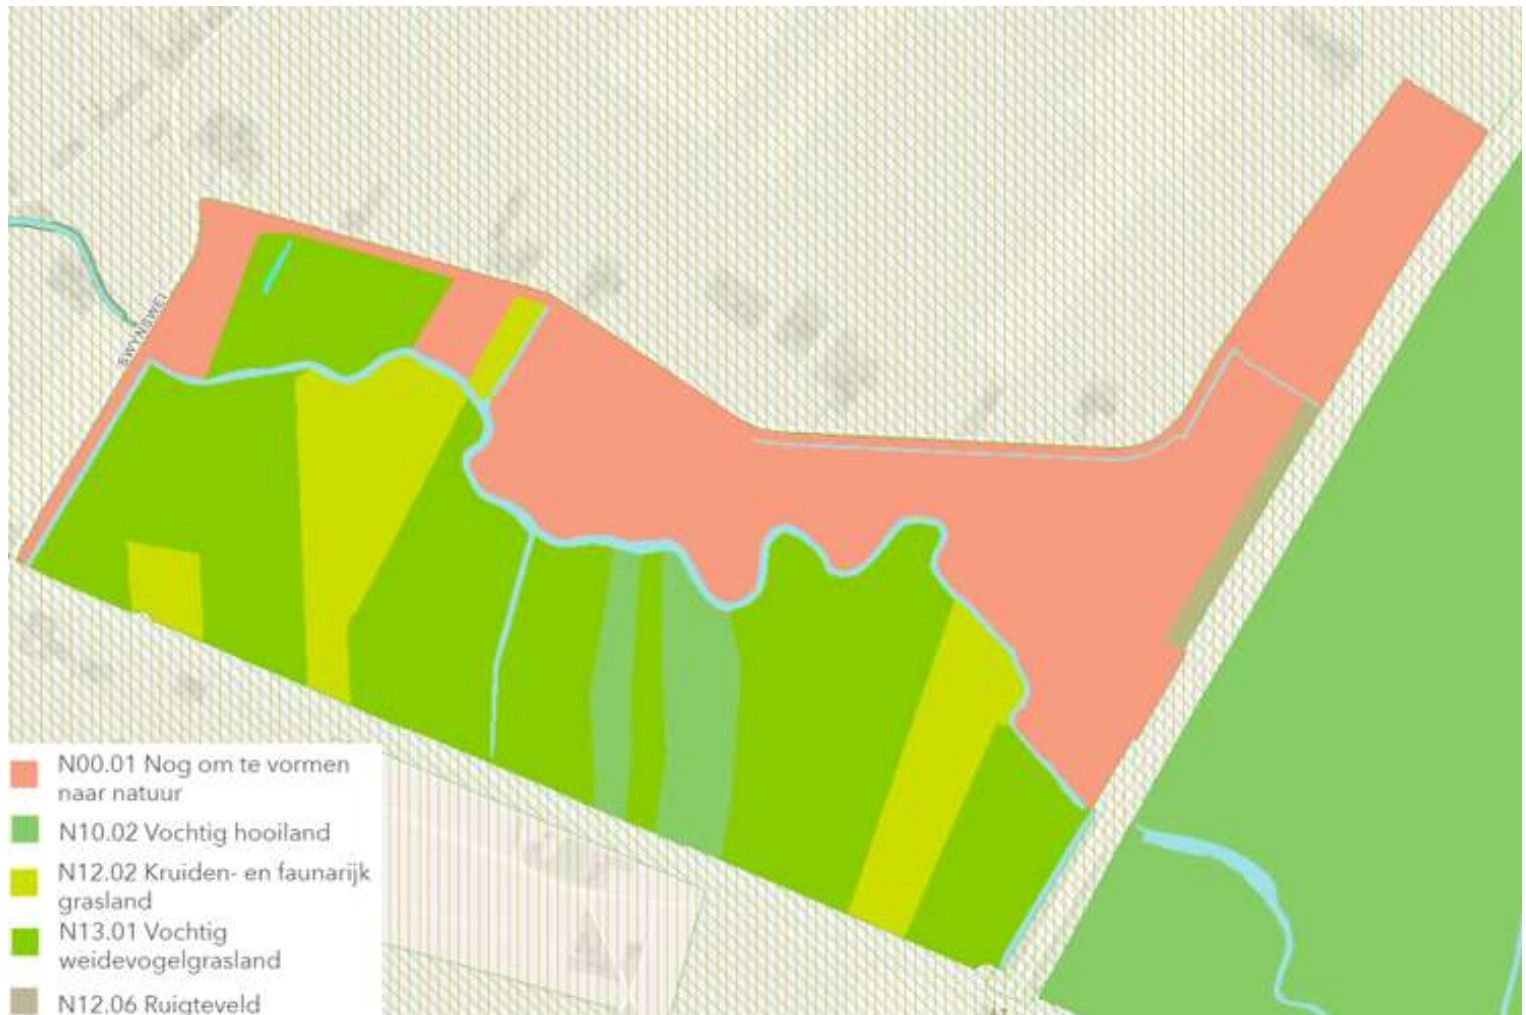 SWYNSWEI
N00.01 Nog om te vormen
naar natuur
N10.02 Vochtig hooiland
N12.02 Kruiden- en faunarijk
grasland
N13.01 Vochtig
weidevogelgrasland
N12.06 Ruigteveld